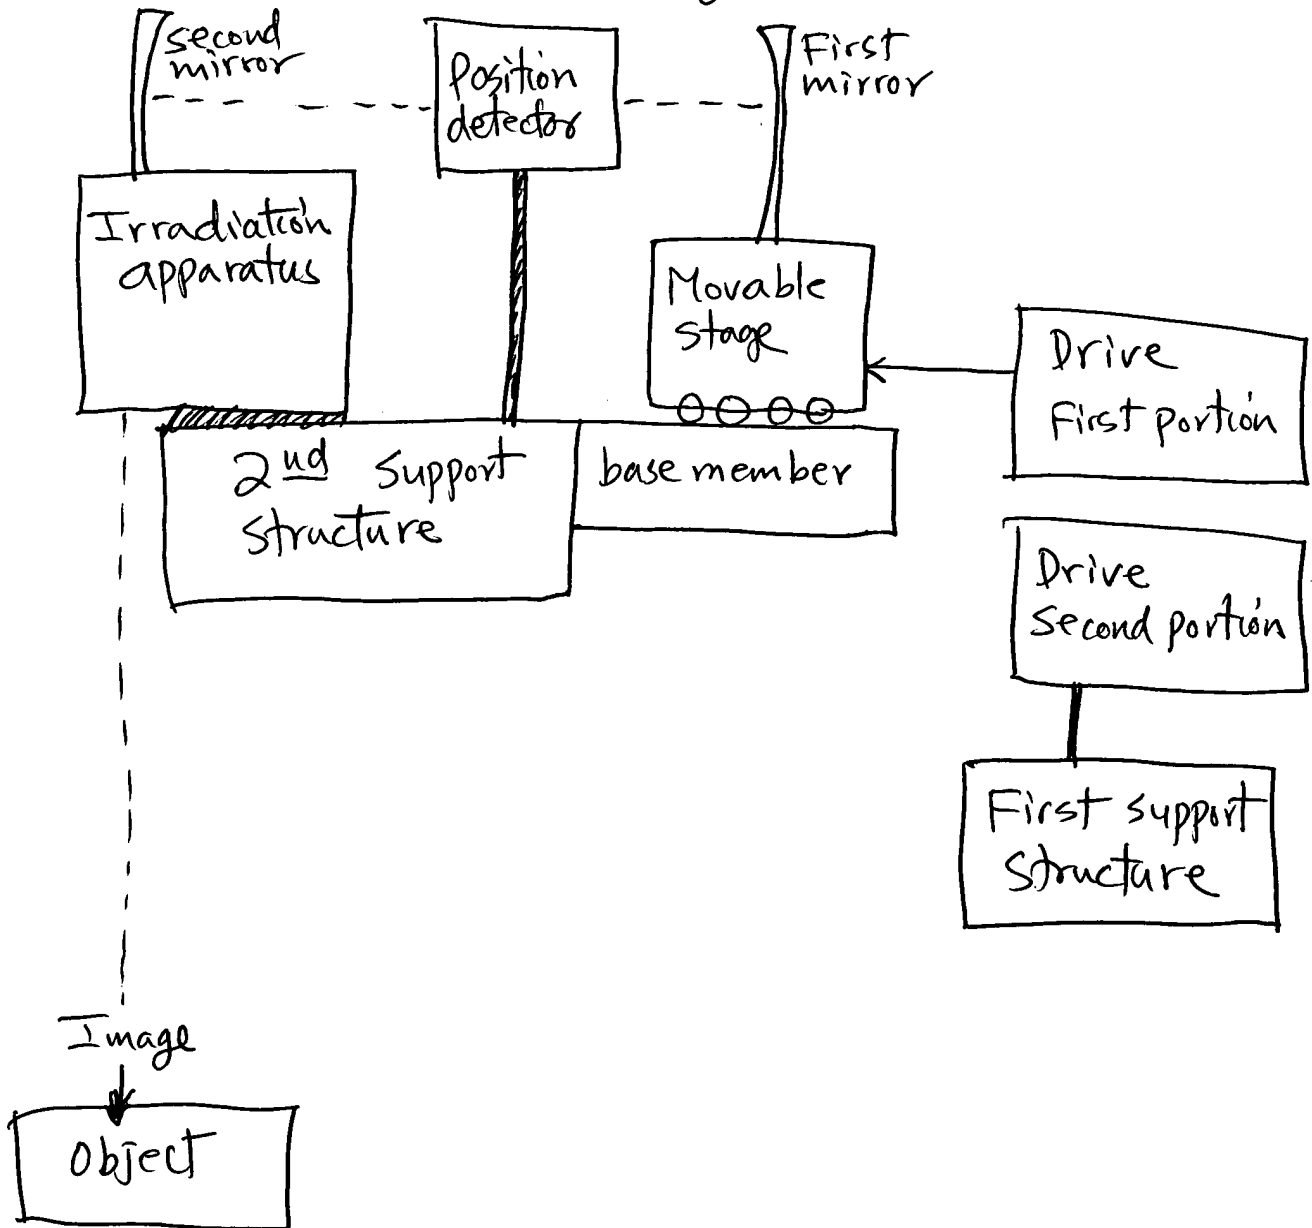 second
mirror
Position
detector
First
mirror
Irradiation
apparatus
Movable
stage
Drive
First portion
2nd Support
structure
base member
Drive
second portion
First support
structure
Image
Object